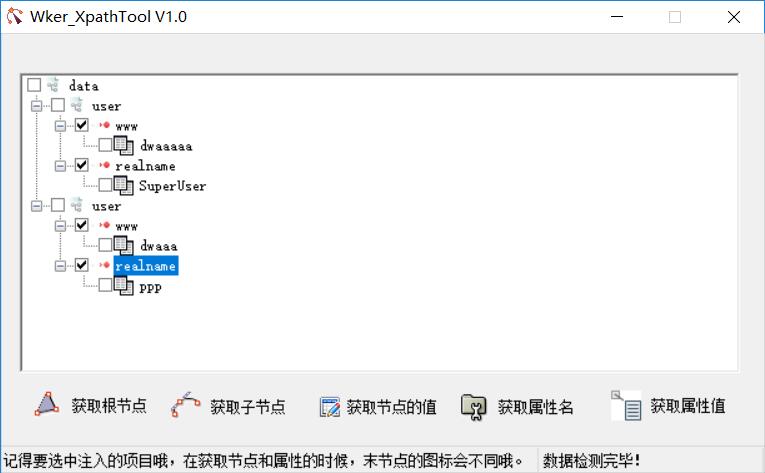 Wker_XpathTool V1.0
data
user
www
dwaaaaa
realname
SuperUser
user
www
dwaaa
realname
ppp
获取根节点 获取子节点 获取节点的值 获取属性名 获取属性值
记得要选中注入的项目哦，在获取节点和属性的时候，末节点的图标会不同哦。 数据检测完毕!